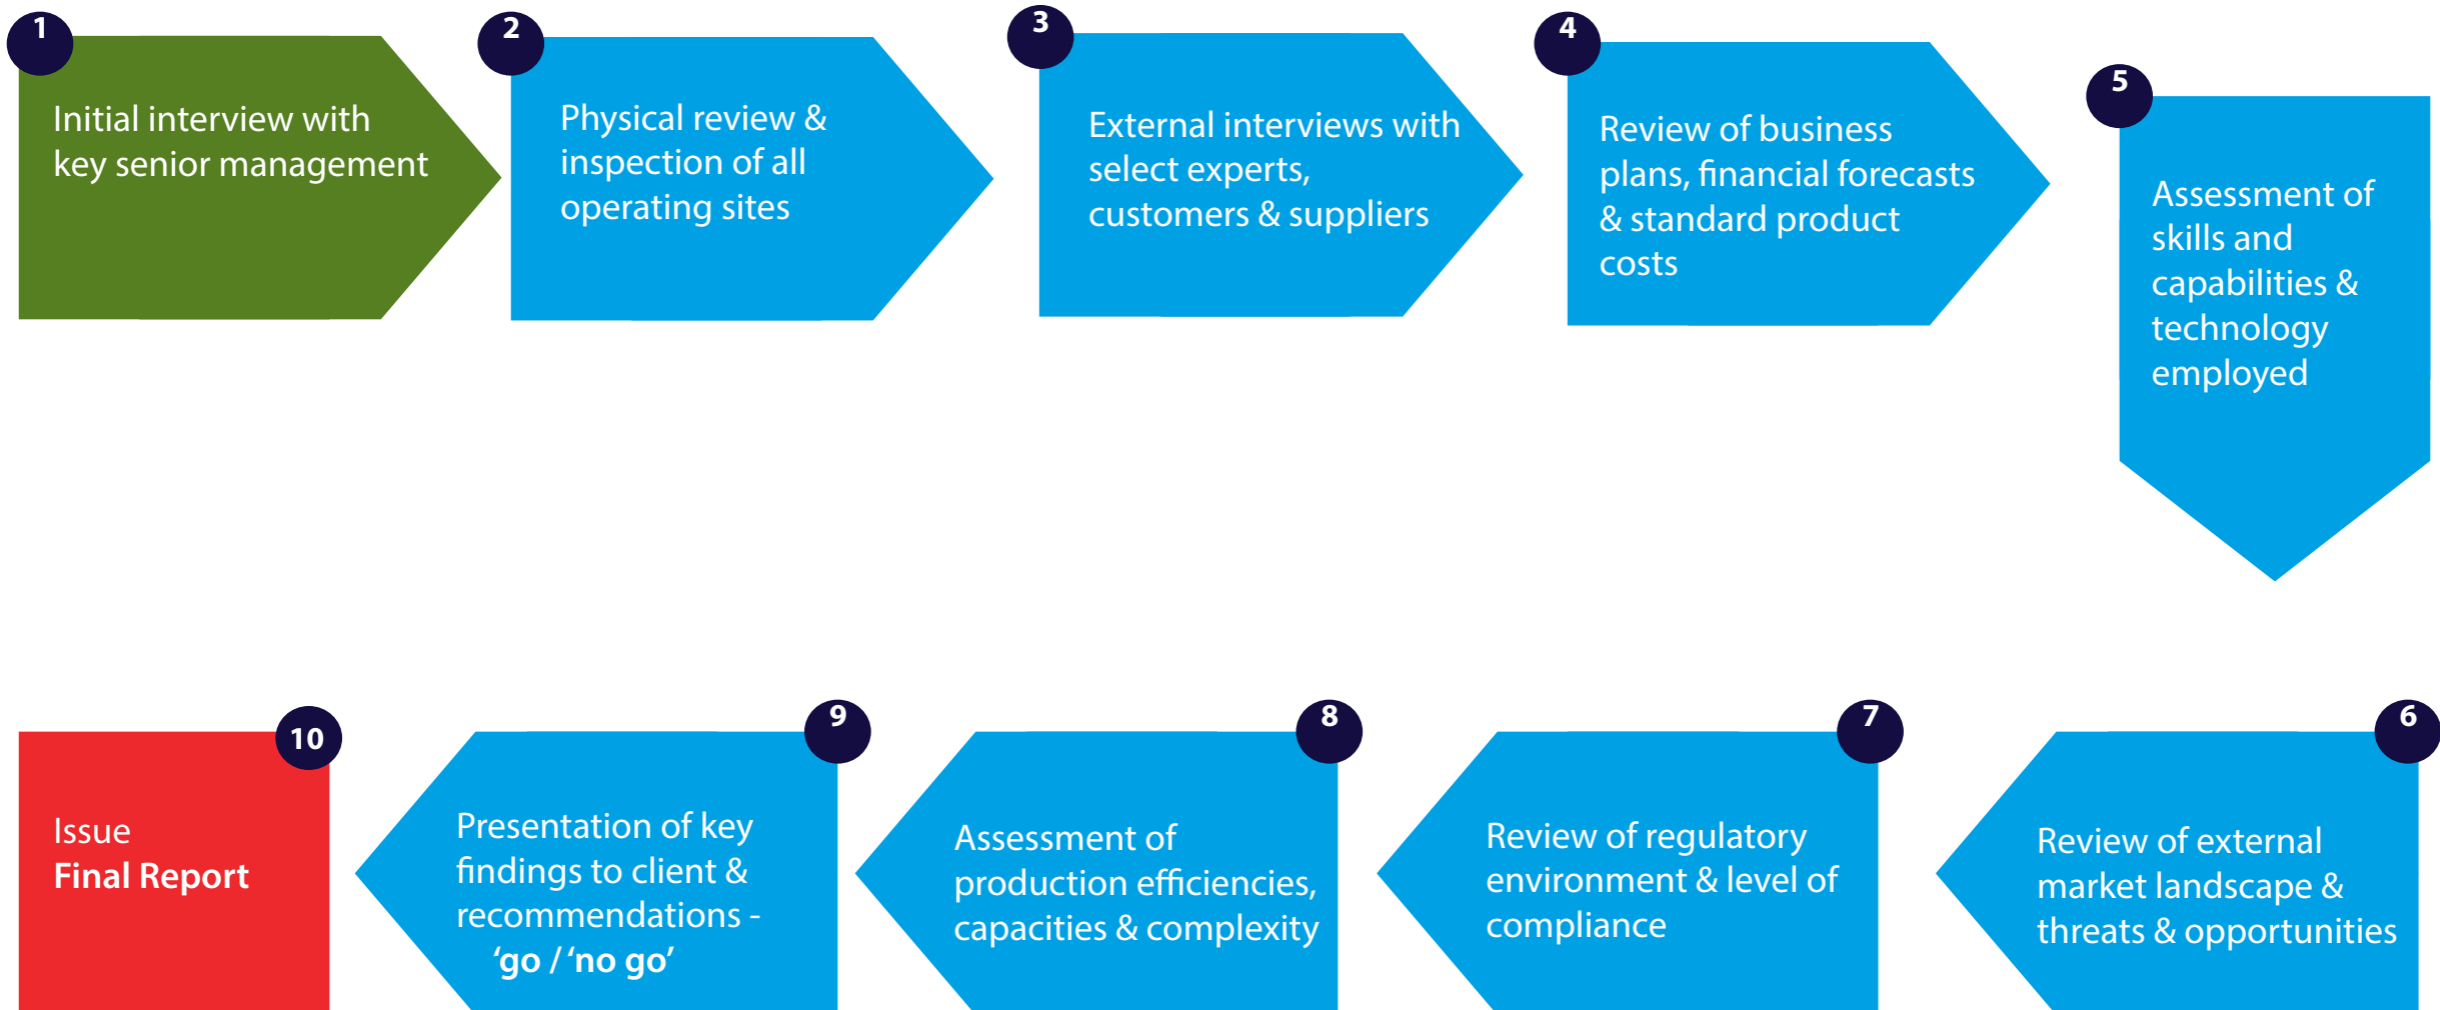 1
Initial interview with
key senior management
2
Physical review &
inspection of all
operating sites
3
External interviews with
select experts,
customers & suppliers
4
Review of business
plans, financial forecasts
& standard product
costs
5
Assessment of
skills and
capabilities &
technology
employed
6
Review of external
market landscape &
threats & opportunities
7
Review of regulatory
environment & level of
compliance
8
Assessment of
production efficiencies,
capacities & complexity
9
Presentation of key
findings to client &
recommendations -
‘go / ‘no go’
10
Issue
Final Report